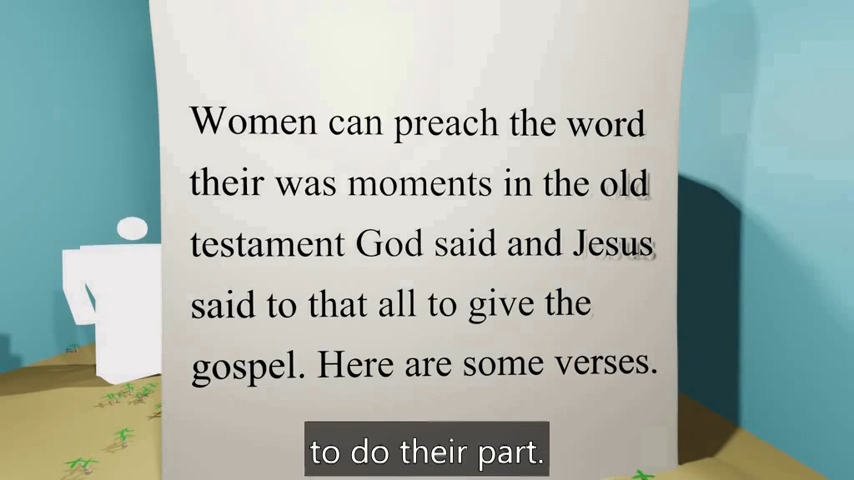 Women can preach the word
their was moments in the old
testament God said and Jesus
said to that all to give the
gospel. Here are some verses.
to do their part.